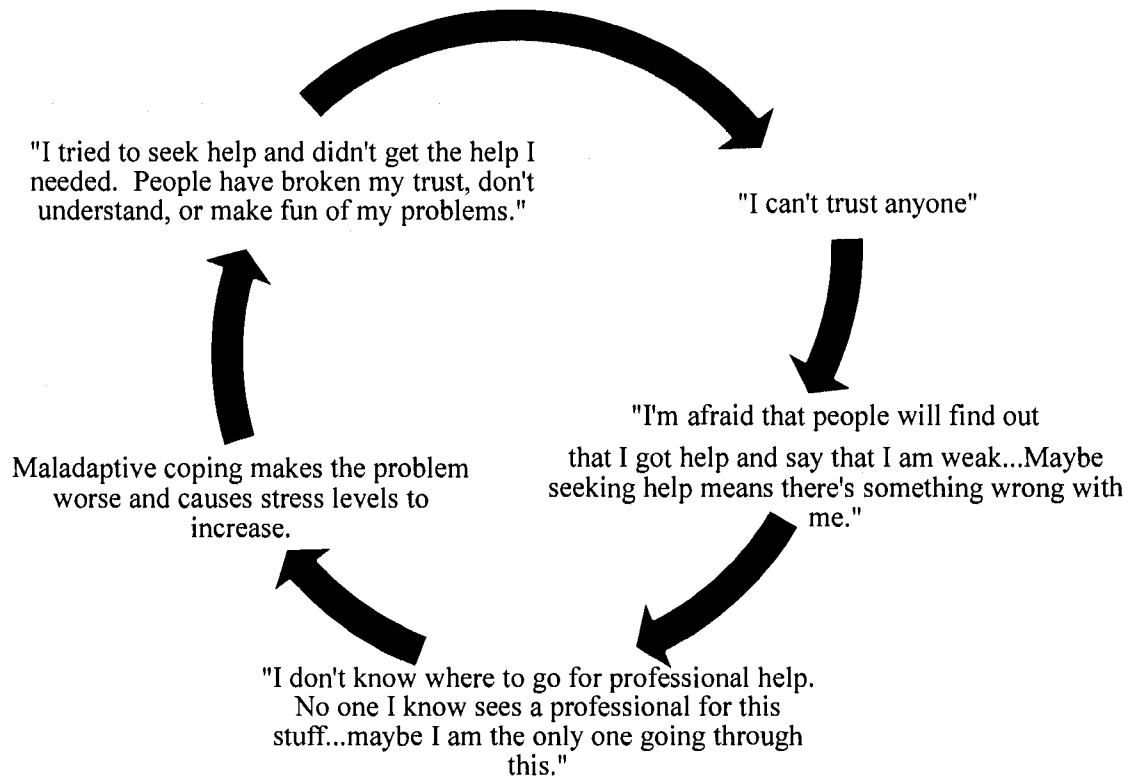 "I tried to seek help and didn't get the help I
needed.  People have broken my trust, don't
understand, or make fun of my problems."
"I can't trust anyone"
"I'm afraid that people will find out
that I got help and say that I am weak...Maybe
seeking help means there's something wrong with
me."
"I don't know where to go for professional help.
No one I know sees a professional for this
stuff...maybe I am the only one going through
this."
Maladaptive coping makes the problem
worse and causes stress levels to
increase.